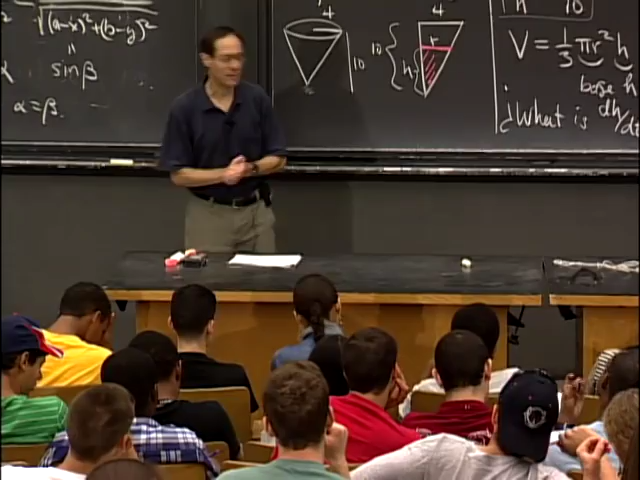 √(a-x)²+(b-y)²
"
sinβ
α=β.
4
10
4
10
r
h
10
V = 1/3 πr²h
base h
¿What is dh/dt